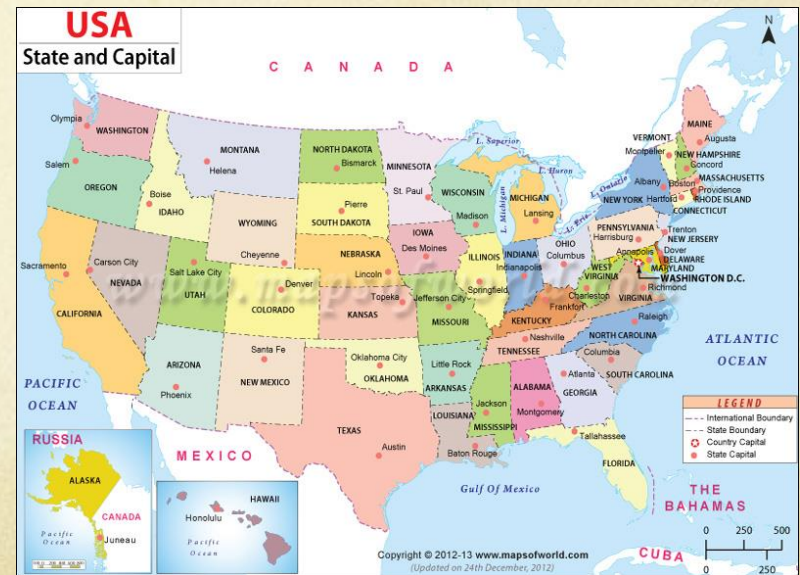 USA
State and Capital
N
C A N A D A
Olympia
WASHINGTON
Salem
OREGON
Boise
IDAHO
MONTANA
Helena
NORTH DAKOTA
Bismarck
MINNESOTA
St. Paul
L. Superior
L. Huron
L. Michigan
L. Ontario
L. Erie
WISCONSIN
Madison
MICHIGAN
Lansing
VERMONT
Montpelier
MAINE
Augusta
NEW HAMPSHIRE
Concord
Albany
NEW YORK
Boston
MASSACHUSETTS
Providence
RHODE ISLAND
Hartford
CONNECTICUT
Pierre
SOUTH DAKOTA
WYOMING
Cheyenne
IOWA
Des Moines
NEBRASKA
Lincoln
ILLINOIS
Springfield
INDIANA
Indianapolis
OHIO
Columbus
PENNSYLVANIA
Harrisburg
Trenton
NEW JERSEY
Annapolis
Dover
DELAWARE
MARYLAND
WASHINGTON D.C.
WEST
VIRGINIA
Charleston
Richmond
VIRGINIA
Sacramento
Carson City
NEVADA
CALIFORNIA
Salt Lake City
UTAH
Denver
COLORADO
Topeka
KANSAS
Jefferson City
MISSOURI
Frankfort
KENTUCKY
Nashville
TENNESSEE
Raleigh
NORTH CAROLINA
Columbia
SOUTH CAROLINA
ARIZONA
Phoenix
Santa Fe
NEW MEXICO
Oklahoma City
OKLAHOMA
Little Rock
ARKANSAS
Jackson
MISSISSIPPI
ALABAMA
Montgomery
Atlanta
GEORGIA
TEXAS
Austin
LOUISIANA
Baton Rouge
Tallahassee
FLORIDA
PACIFIC
OCEAN
ATLANTIC
OCEAN
M E X I C O
Gulf Of Mexico
THE
BAHAMAS
CUBA
LEGEND
International Boundary
State Boundary
Country Capital
State Capital
RUSSIA
ALASKA
CANADA
Juneau
Pacific
Ocean
HAWAII
Honolulu
Pacific
Ocean
0 250 500
0 250
Copyright © 2012-13 www.mapsofworld.com
(Updated on 24th December, 2012)